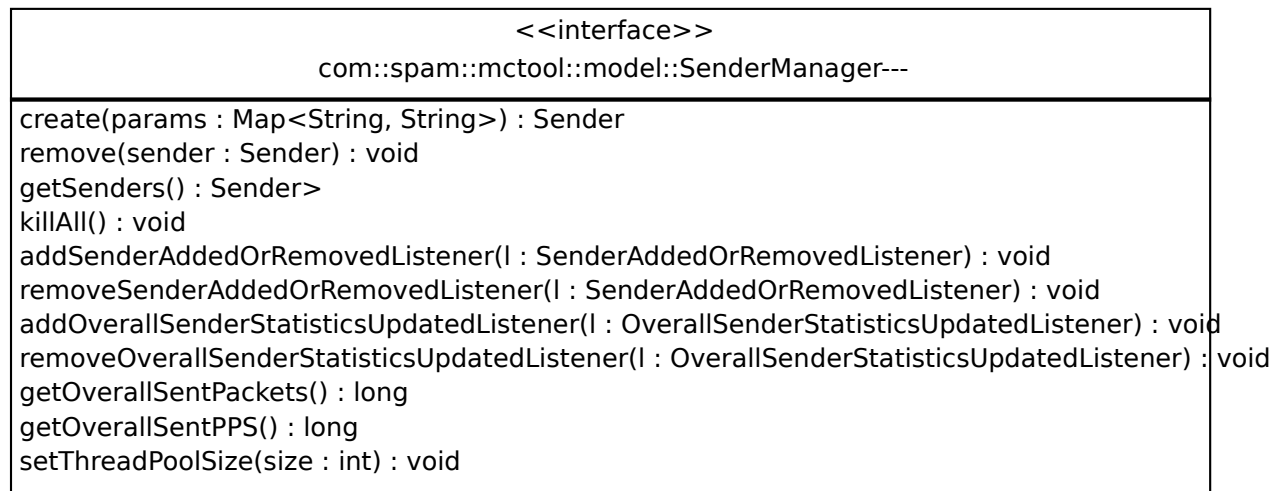 <<interface>>
com::spam::mctool::model::SenderManager---
create(params : Map<String, String>) : Sender
remove(sender : Sender) : void
getSenders() : Sender>
killAll() : void
addSenderAddedOrRemovedListener(l : SenderAddedOrRemovedListener) : void
removeSenderAddedOrRemovedListener(l : SenderAddedOrRemovedListener) : void
addOverallSenderStatisticsUpdatedListener(l : OverallSenderStatisticsUpdatedListener) : void
removeOverallSenderStatisticsUpdatedListener(l : OverallSenderStatisticsUpdatedListener) : void
getOverallSentPackets() : long
getOverallSentPPS() : long
setThreadPoolSize(size : int) : void